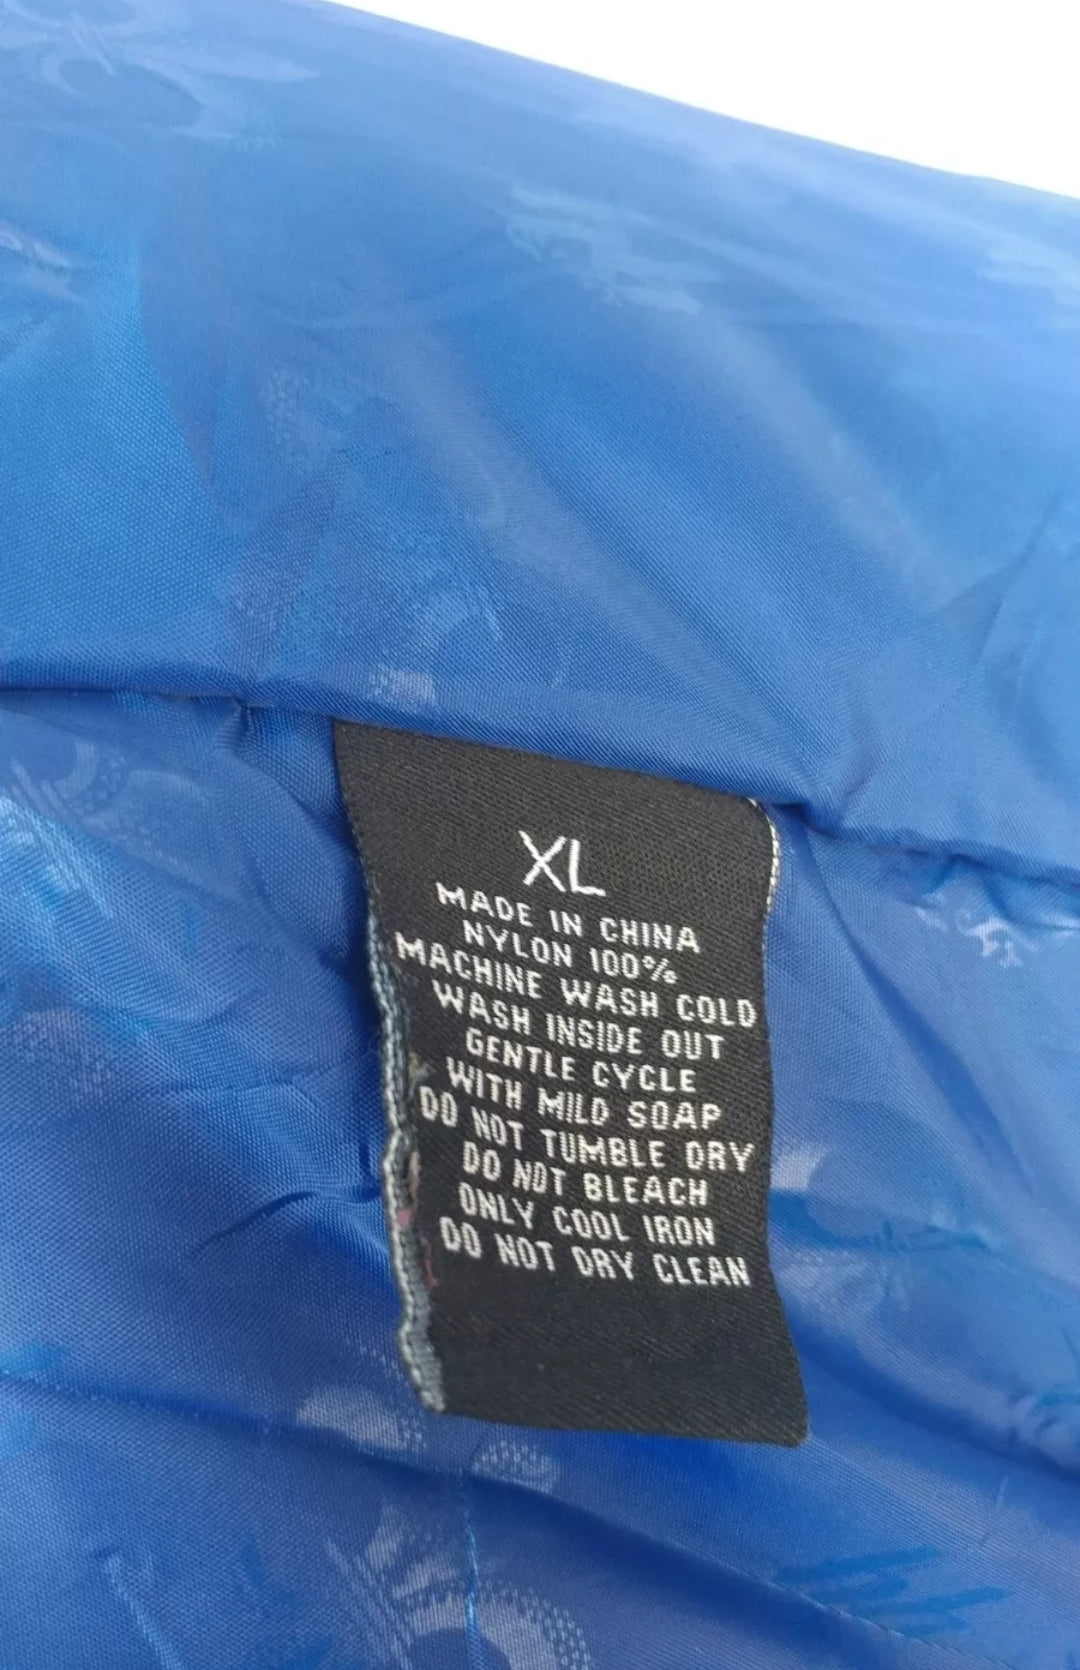 XL
MADE IN CHINA
NYLON 100%
MACHINE WASH COLD
WASH INSIDE OUT
GENTLE CYCLE
WITH MILD SOAP
DO NOT TUMBLE DRY
DO NOT BLEACH
ONLY COOL IRON
DO NOT DRY CLEAN